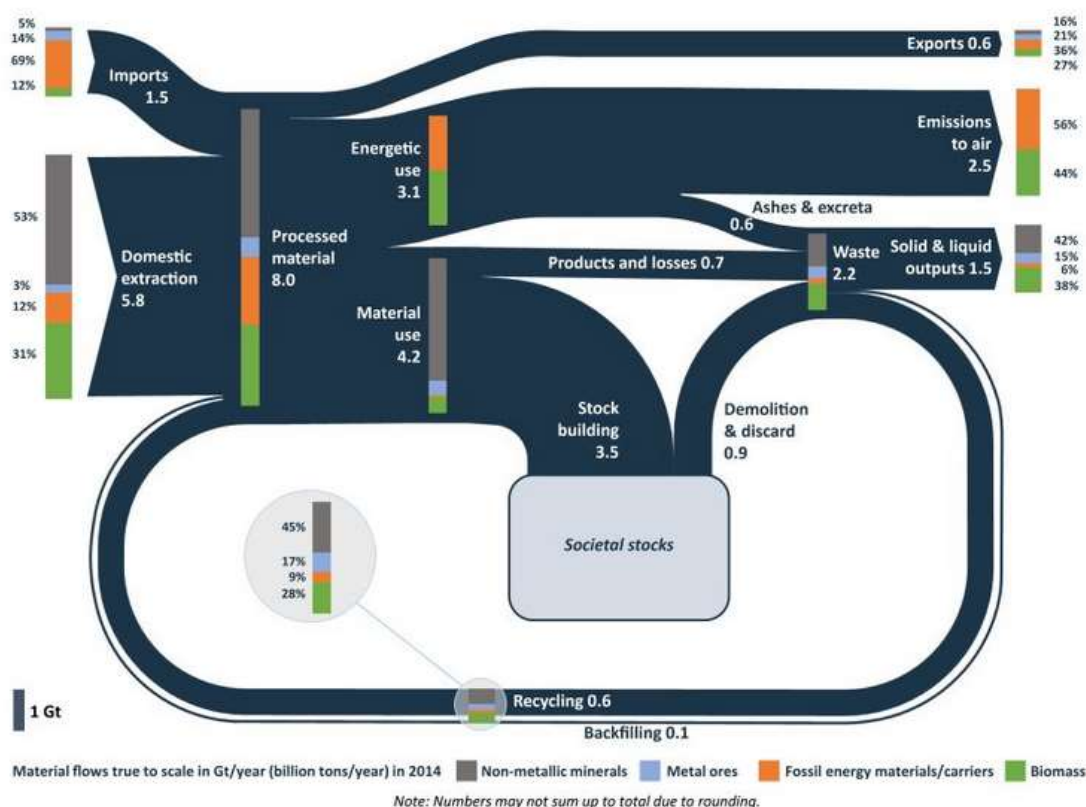 5%
14%
69%
12%
Imports
1.5
Exports 0.6
16%
21%
36%
27%
53%
3%
12%
31%
Domestic
extraction
5.8
Processed
material
8.0
Energetic
use
3.1
Emissions
to air
2.5
56%
44%
Ashes & excreta
0.6
Products and losses 0.7
Waste
2.2
Solid & liquid
outputs 1.5
42%
15%
6%
38%
Material
use
4.2
Stock
building
3.5
Demolition
& discard
0.9
Societal stocks
45%
17%
9%
28%
Recycling 0.6
Backfilling 0.1
1 Gt
Material flows true to scale in Gt/year (billion tons/year) in 2014
Non-metallic minerals
Metal ores
Fossil energy materials/carriers
Biomass
Note: Numbers may not sum up to total due to rounding.